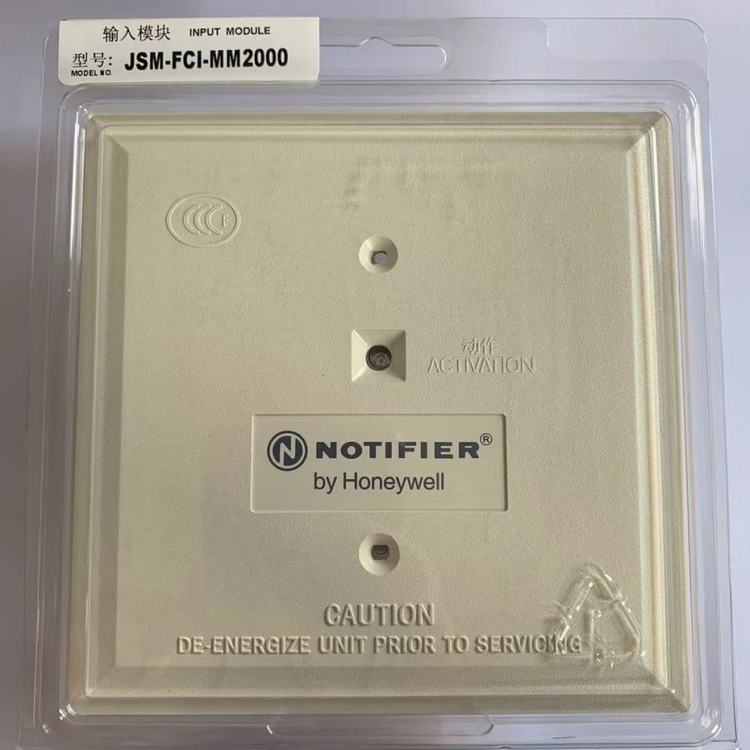 输入模块 INPUT MODULE
型号: JSM-FCI-MM2000
MODEL NO.
CCCF
动作
ACTIVATION
N NOTIFIER®
by Honeywell
CAUTION
DE-ENERGIZE UNIT PRIOR TO SERVICING